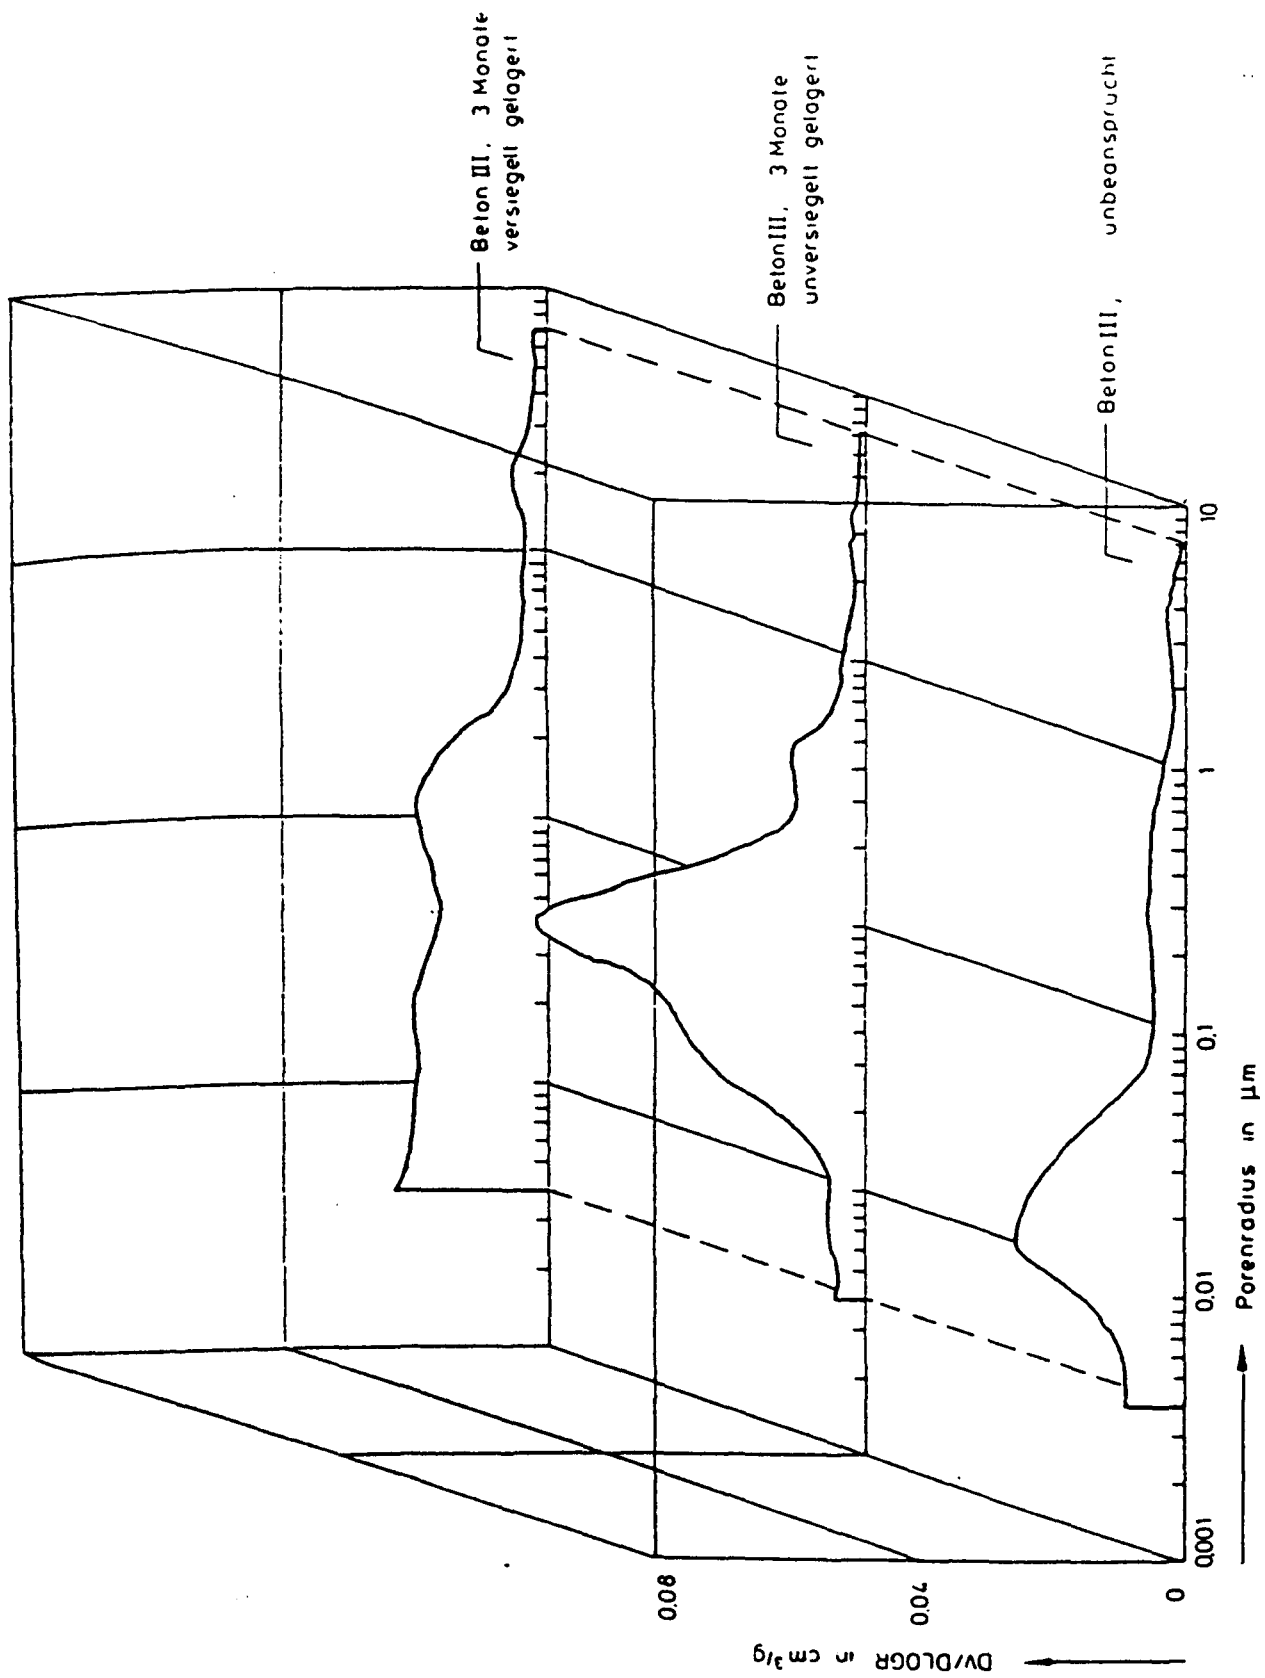 Beton III, 3 Monate
versiegelt gelagert
Beton III, 3 Monate
unversiegelt gelagert
Beton III, unbeansprucht
DV/DLOGR in cm³/g
0.08
0.04
0
0.001
0.01
0.1
1
10
Porenradius in µm